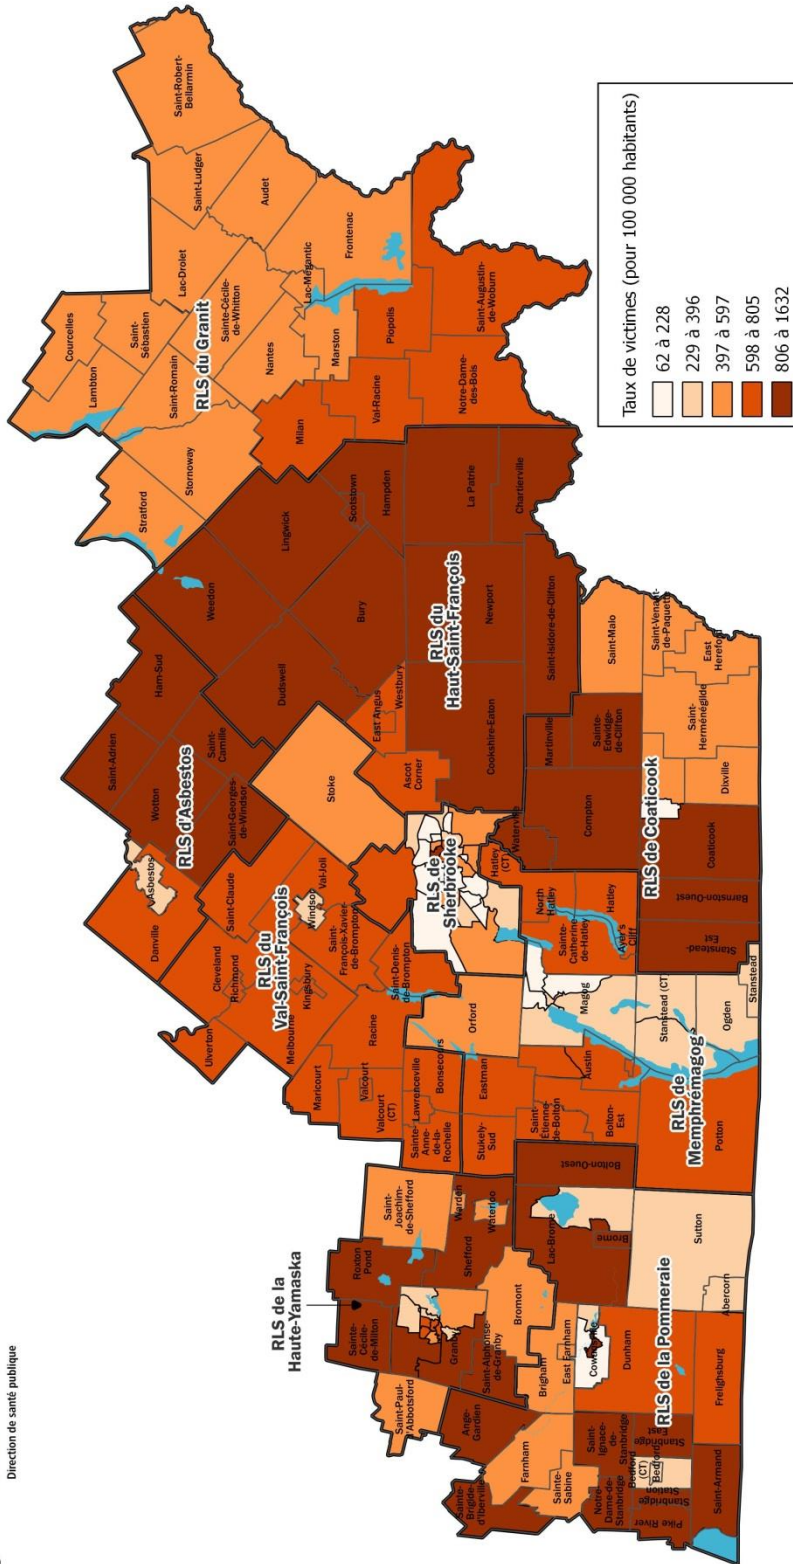 Direction de santé publique
Saint-Robert-
Bellarmin
Saint-Ludger
Audet
Lac-Drolet
Courcelles
Saint-
Sébastien
Lambton
Sainte-Cécile-
de-Whitton
Lac-Mégantic
Frontenac
Saint-Romain
RLS du Granit
Nantes
Marston
Piopolis
Saint-Augustin-
de-Woburn
Stratford
Stornoway
Milan
Val-Racine
Notre-Dame-
des-Bois
Lingwick
Scotstown
Hampden
La Patrie
Chartierville
Weedon
Bury
Newport
RLS du
Haut-Saint-François
Saint-Isidore-de-Clifton
Dudswell
Westbury
East Angus
Cookshire-Eaton
Ascot
Corner
Saint-Malo
Saint-Venant-
de-Paquette
East
Hereford
Saint-
Herménégilde
Dixville
Martinville
Sainte-
Edwidge-
de-Clifton
Compton
Waterville
RLS de Coaticook
Coaticook
Barnston-Ouest
Stanstead-
Est
Ham-Sud
Saint-Adrien
Saint-
Camille
Wotton
Saint-Georges-
de-Windsor
RLS d'Asbestos
Asbestos
Danville
Stoke
Saint-Claude
Val-Joli
Windsor
Saint-
François-Xavier-
de-Brompton
Cleveland
Richmond
RLS du
Val-Saint-François
Kingsbury
Ulverton
Melbourne
Saint-Denis-
de-Brompton
Racine
Maricourt
Valcourt
Valcourt
(CT)
Lawrenceville
Bonsecours
Sainte-
Anne-
de-la-
Rochelle
RLS de
Sherbrooke
Hatley
(CT)
North
Hatley
Hatley
Sainte-
Catherine-
de-Hatley
Ayer's
Cliff
Orford
Magog
Stanstead (CT)
Ogden
Stanstead
Eastman
Stukely-
Sud
Austin
Saint-
Étienne-
de-Bolton
Bolton-
Est
RLS de
Memphrémagog
Potton
Bolton-Ouest
RLS de la
Haute-Yamaska
Saint-
Joachim-
de-Shefford
Warden
Waterloo
Roxton
Pond
Shefford
Sainte-
Cécile-
de-Milton
Granby
Saint-Alphonse-
de-Granby
Bromont
Lac-Brome
Brome
Sutton
Abercorn
RLS de la Pommeraie
Saint-Paul-
d'Abbotsford
Ange-
Gardien
Brigham
East Farnham
Cowansville
Dunham
Frelighsburg
Farnham
Sainte-
Sabine
Sainte-
Brigide-
d'Iberville
Saint-
Ignace-de-
Stanbridge
Stanbridge
East
Bedford
(CT)
Bedford
Notre-
Dame-de-
Stanbridge
Stanbridge
Station
Pike River
Saint-Armand
Taux de victimes (pour 100 000 habitants)
62 à 228
229 à 396
397 à 597
598 à 805
806 à 1632